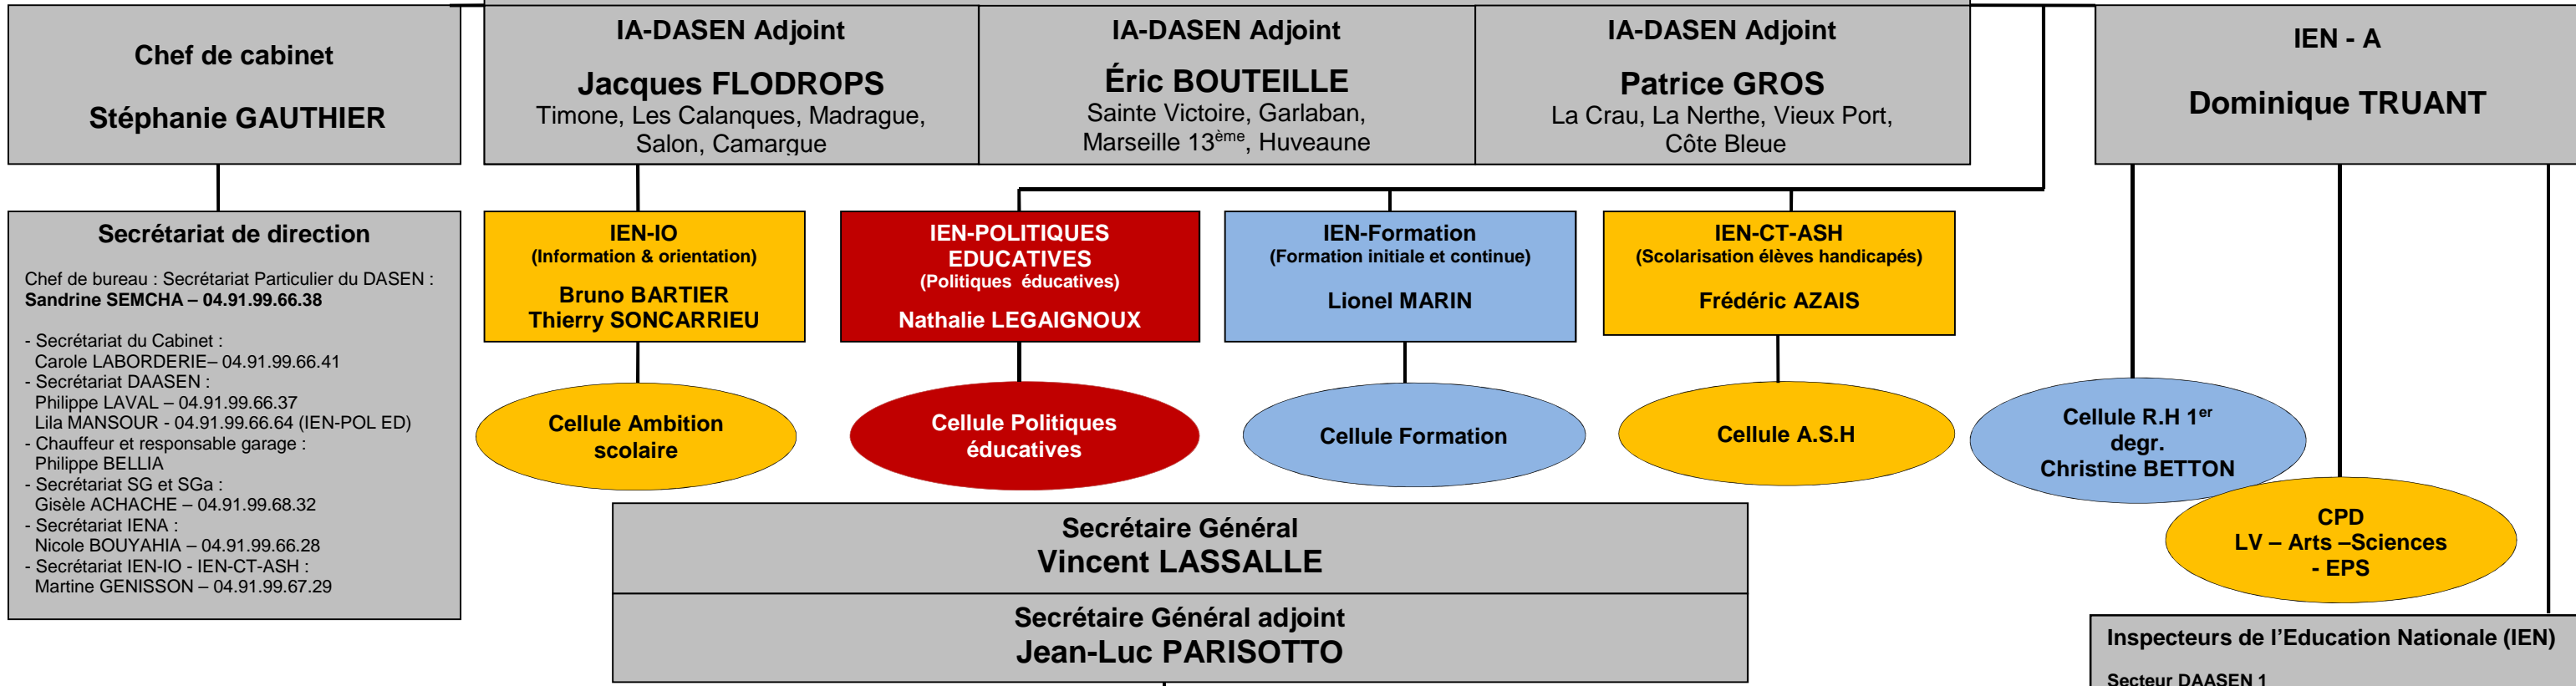 Chef de cabinet
Stéphanie GAUTHIER
IA-DASEN Adjoint
Jacques FLODROPS
Timone, Les Calanques, Madrague,
Salon, Camargue
IA-DASEN Adjoint
Éric BOUTEILLE
Sainte Victoire, Garlaban,
Marseille 13ème, Huveaune
IA-DASEN Adjoint
Patrice GROS
La Crau, La Nerthe, Vieux Port,
Côte Bleue
IEN - A
Dominique TRUANT
Secrétariat de direction
Chef de bureau : Secrétariat Particulier du DASEN :
Sandrine SEMCHA – 04.91.99.66.38
- Secrétariat du Cabinet :
Carole LABORDERIE– 04.91.99.66.41
- Secrétariat DAASEN :
Philippe LAVAL – 04.91.99.66.37
Lila MANSOUR - 04.91.99.66.64 (IEN-POL ED)
- Chauffeur et responsable garage :
Philippe BELLIA
- Secrétariat SG et SGa :
Gisèle ACHACHE – 04.91.99.68.32
- Secrétariat IENA :
Nicole BOUYAHIA – 04.91.99.66.28
- Secrétariat IEN-IO - IEN-CT-ASH :
Martine GENISSON – 04.91.99.67.29
IEN-IO
(Information & orientation)
Bruno BARTIER
Thierry SONCARRIEU
IEN-POLITIQUES
EDUCATIVES
(Politiques éducatives)
Nathalie LEGAIGNOUX
IEN-Formation
(Formation initiale et continue)
Lionel MARIN
IEN-CT-ASH
(Scolarisation élèves handicapés)
Frédéric AZAIS
Cellule Ambition
scolaire
Cellule Politiques
éducatives
Cellule Formation
Cellule A.S.H
Cellule R.H 1er
degr.
Christine BETTON
CPD
LV – Arts –Sciences
- EPS
Secrétaire Général
Vincent LASSALLE
Secrétaire Général adjoint
Jean-Luc PARISOTTO
Inspecteurs de l’Education Nationale (IEN)
Secteur DAASEN 1